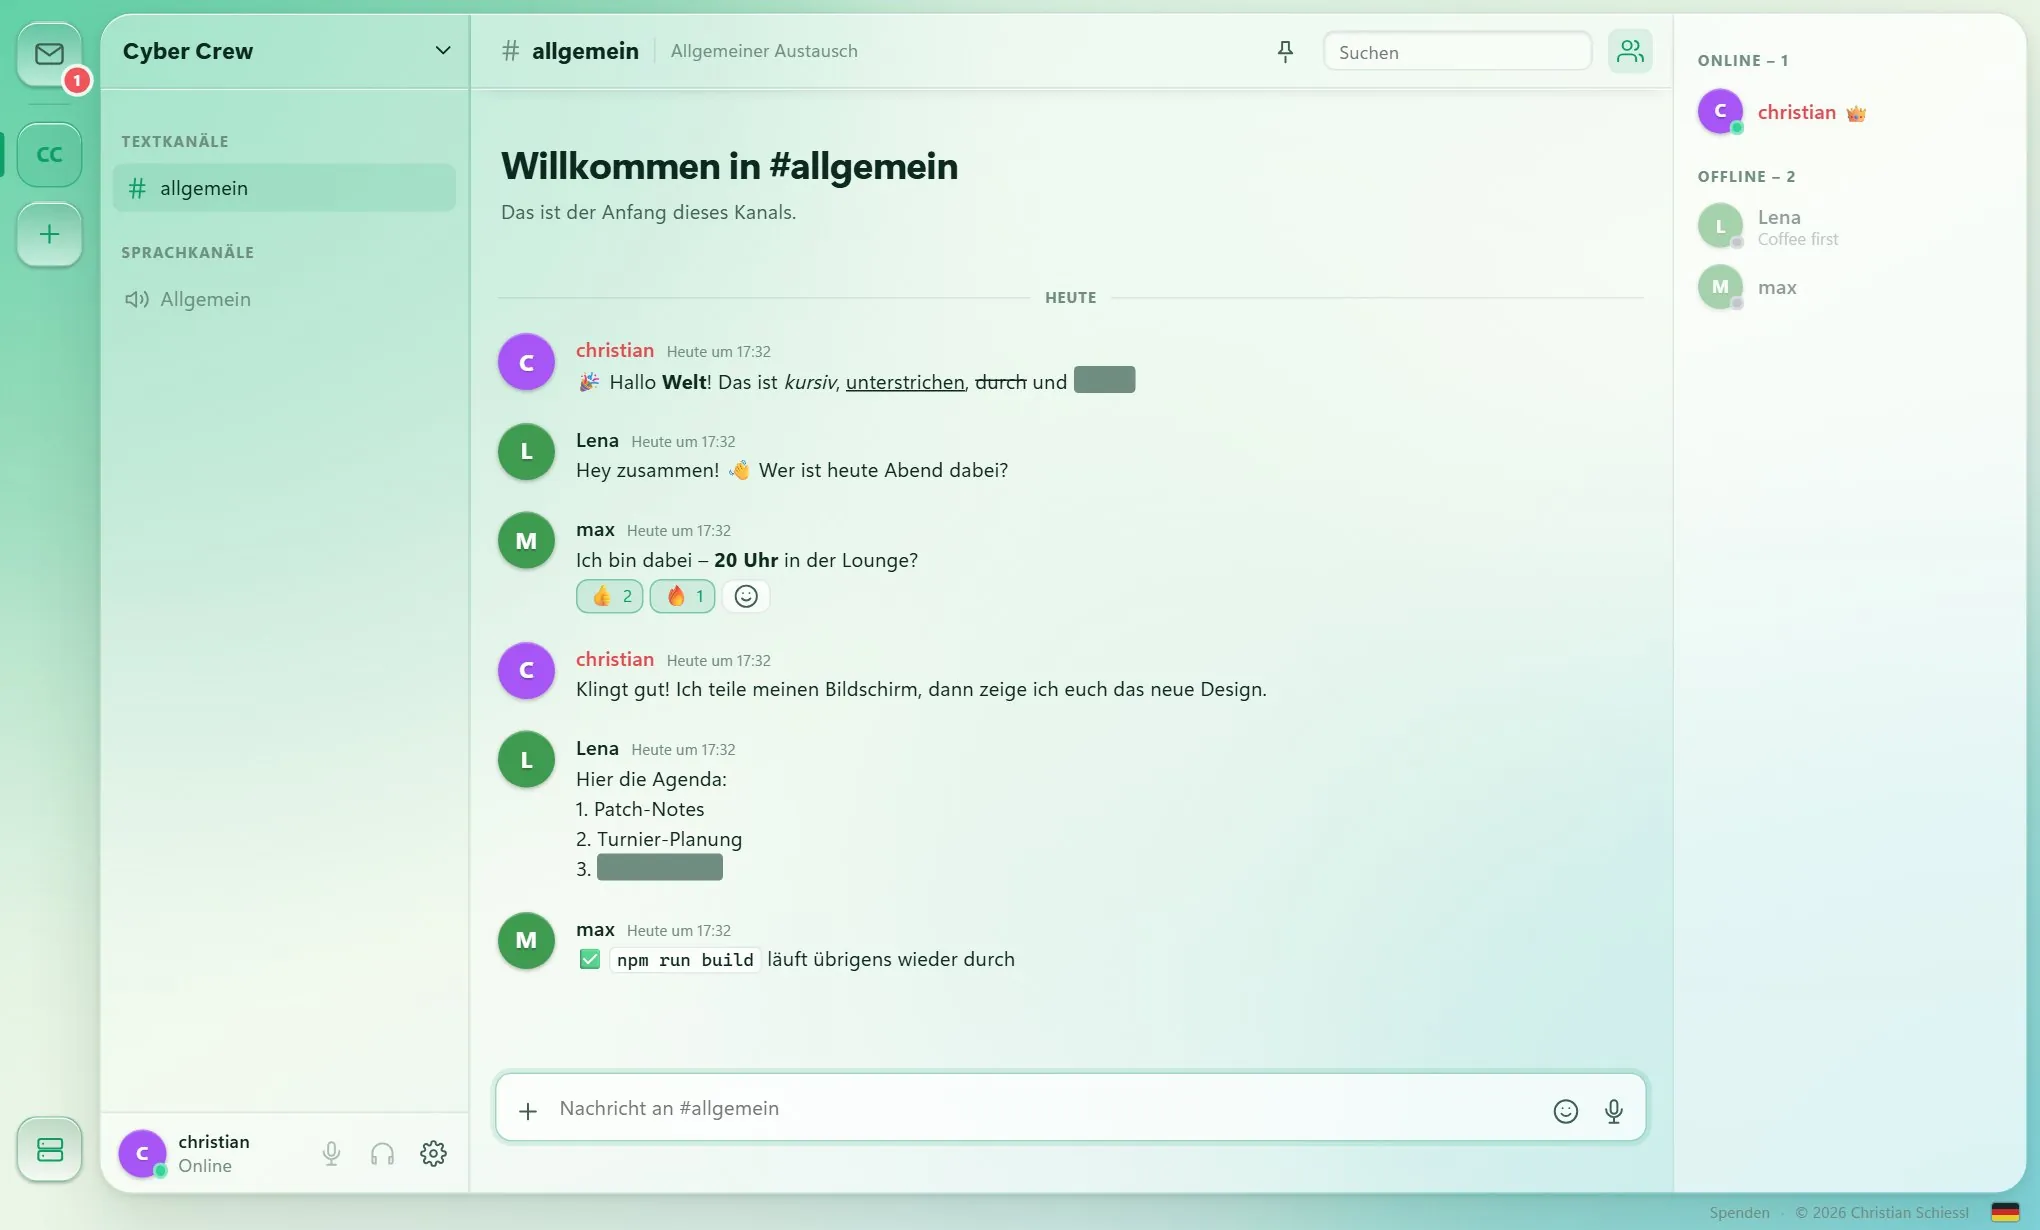 1
CC
Cyber Crew
TEXTKANÄLE
# allgemein
SPRACHKANÄLE
Allgemein
C
christian
Online
# allgemein
Allgemeiner Austausch
Suchen
Willkommen in #allgemein
Das ist der Anfang dieses Kanals.
HEUTE
C
christian Heute um 17:32
🎉 Hallo Welt! Das ist kursiv, unterstrichen, durch und
L
Lena Heute um 17:32
Hey zusammen! 👋 Wer ist heute Abend dabei?
M
max Heute um 17:32
Ich bin dabei – 20 Uhr in der Lounge?
👍 2 🔥 1
C
christian Heute um 17:32
Klingt gut! Ich teile meinen Bildschirm, dann zeige ich euch das neue Design.
L
Lena Heute um 17:32
Hier die Agenda:
1. Patch-Notes
2. Turnier-Planung
3.
M
max Heute um 17:32
✅ npm run build läuft übrigens wieder durch
Nachricht an #allgemein
ONLINE – 1
C
christian 👑
OFFLINE – 2
L
Lena
Coffee first
M
max
Spenden · © 2026 Christian Schiessl